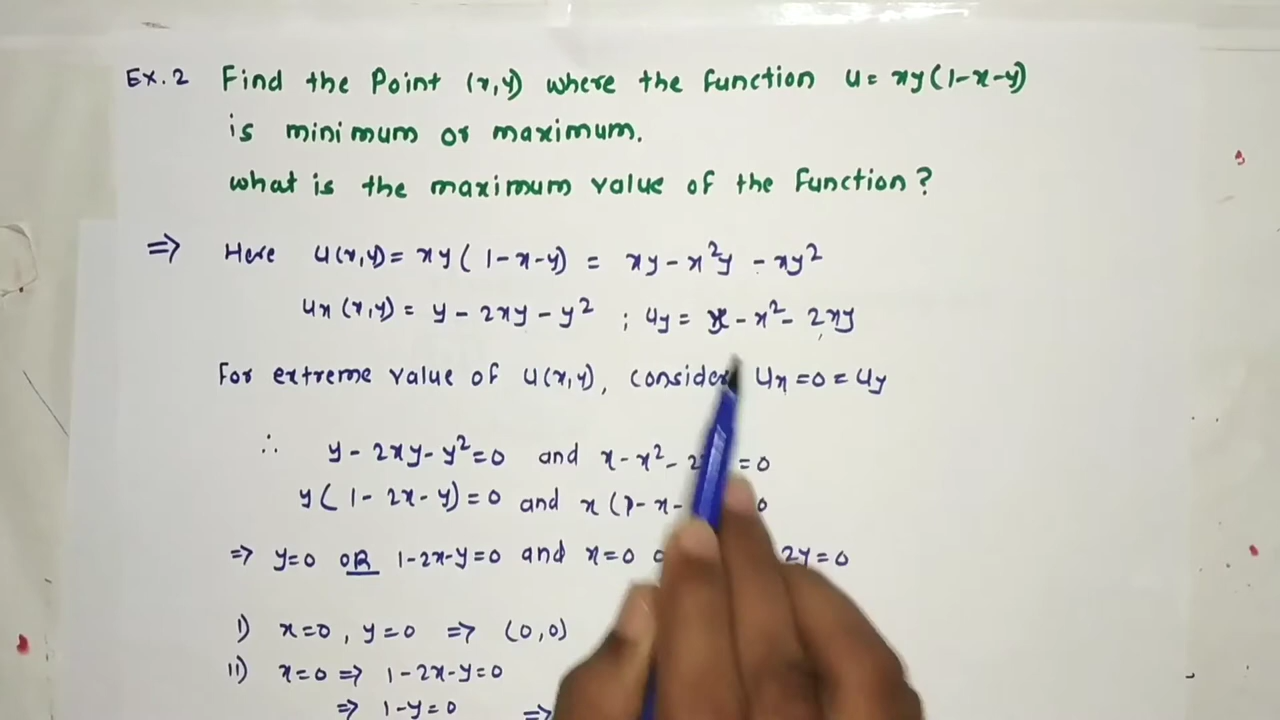 Ex. 2 Find the Point (x,y) where the function u = xy(1-x-y)
is minimum or maximum.
what is the maximum value of the function?
⇒ Here u(x,y) = xy(1-x-y) = xy - x²y - xy²
ux(x,y) = y - 2xy - y² ; uy = x - x² - 2xy
For extreme value of u(x,y), consider ux = 0 = uy
∴ y - 2xy - y² = 0 and x - x² - 2 = 0
y(1-2x-y) = 0 and x(1-x- 0
⇒ y=0 OR 1-2x-y=0 and x=0 2y=0
i) x=0, y=0 ⇒ (0,0)
ii) x=0 ⇒ 1-2x-y=0
⇒ 1-y=0 ⇒